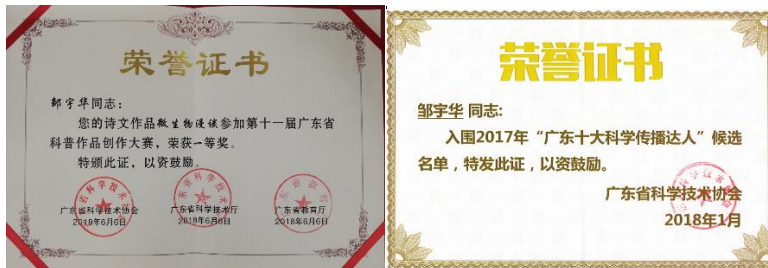 荣誉证书
邹宇华同志：
您的诗文作品微生物漫谈参加第十一届广东省
科普作品创作大赛，荣获一等奖。
特颁此证，以资鼓励。
广东省科学技术协会
2018年6月6日
广东省科学技术厅
2018年6月6日
广东省教育厅
2018年6月6日
荣誉证书
邹宇华 同志：
入围2017年“广东十大科学传播达人”候选
名单，特发此证，以资鼓励。
广东省科学技术协会
2018年1月